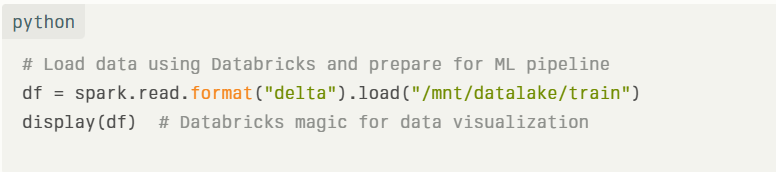 python
# Load data using Databricks and prepare for ML pipeline
df = spark.read.format("delta").load("/mnt/datalake/train")
display(df)  # Databricks magic for data visualization